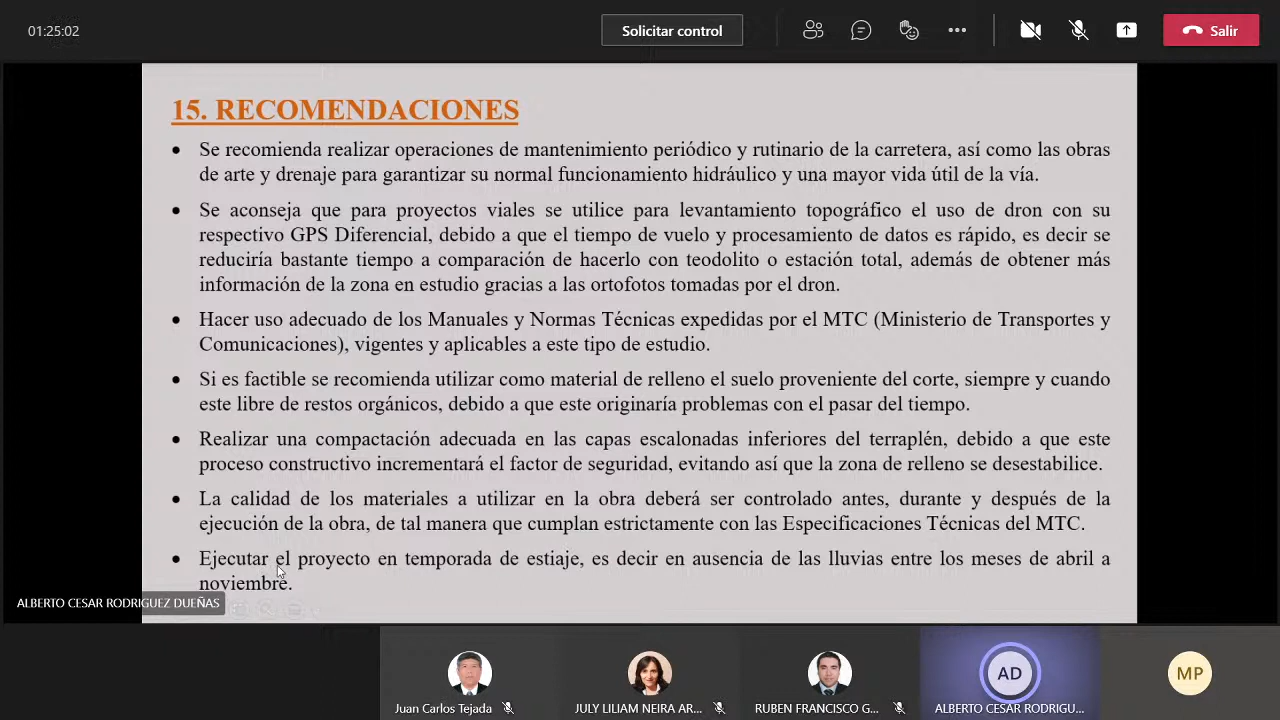 01:25:02
Solicitar control
Salir
15. RECOMENDACIONES
• Se recomienda realizar operaciones de mantenimiento periódico y rutinario de la carretera, así como las obras
de arte y drenaje para garantizar su normal funcionamiento hidráulico y una mayor vida útil de la vía.
• Se aconseja que para proyectos viales se utilice para levantamiento topográfico el uso de dron con su
respectivo GPS Diferencial, debido a que el tiempo de vuelo y procesamiento de datos es rápido, es decir se
reduciría bastante tiempo a comparación de hacerlo con teodolito o estación total, además de obtener más
información de la zona en estudio gracias a las ortofotos tomadas por el dron.
• Hacer uso adecuado de los Manuales y Normas Técnicas expedidas por el MTC (Ministerio de Transportes y
Comunicaciones), vigentes y aplicables a este tipo de estudio.
• Si es factible se recomienda utilizar como material de relleno el suelo proveniente del corte, siempre y cuando
este libre de restos orgánicos, debido a que este originaría problemas con el pasar del tiempo.
• Realizar una compactación adecuada en las capas escalonadas inferiores del terraplén, debido a que este
proceso constructivo incrementará el factor de seguridad, evitando así que la zona de relleno se desestabilice.
• La calidad de los materiales a utilizar en la obra deberá ser controlado antes, durante y después de la
ejecución de la obra, de tal manera que cumplan estrictamente con las Especificaciones Técnicas del MTC.
• Ejecutar el proyecto en temporada de estiaje, es decir en ausencia de las lluvias entre los meses de abril a
noviembre.
ALBERTO CESAR RODRIGUEZ DUEÑAS
AD
MP
Juan Carlos Tejada
JULY LILIAM NEIRA AR...
RUBEN FRANCISCO G...
ALBERTO CESAR RODRIGU...